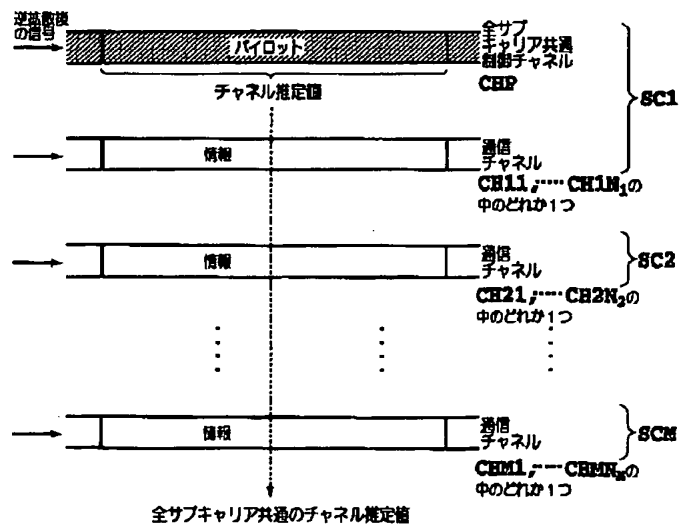 逆拡散後
の信号
パイロット
全サブ
キャリア共通
制御チャネル
CHP
チャネル推定値
SC1
情報
通信
チャネル
CH11,‥‥CH1N₁の
中のどれか1つ
情報
通信
チャネル
SC2
CH21,‥‥CH2N₂の
中のどれか1つ
情報
通信
チャネル
SCM
CHM1,‥‥CHMNₘの
中のどれか1つ
全サブキャリア共通のチャネル推定値